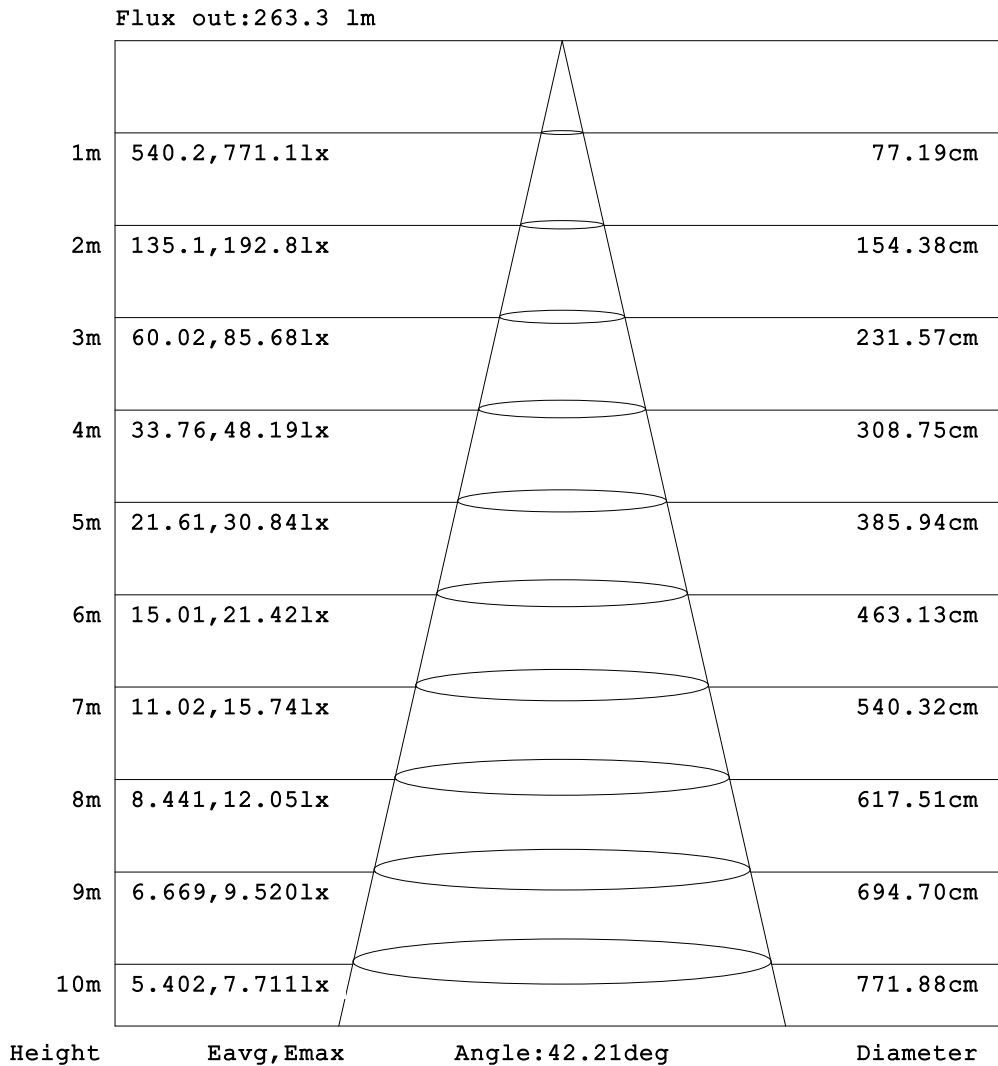 Flux out:263.3 lm
1m 540.2,771.1lx 77.19cm
2m 135.1,192.8lx 154.38cm
3m 60.02,85.68lx 231.57cm
4m 33.76,48.19lx 308.75cm
5m 21.61,30.84lx 385.94cm
6m 15.01,21.42lx 463.13cm
7m 11.02,15.74lx 540.32cm
8m 8.441,12.05lx 617.51cm
9m 6.669,9.520lx 694.70cm
10m 5.402,7.711lx 771.88cm
Height Eavg,Emax Angle:42.21deg Diameter